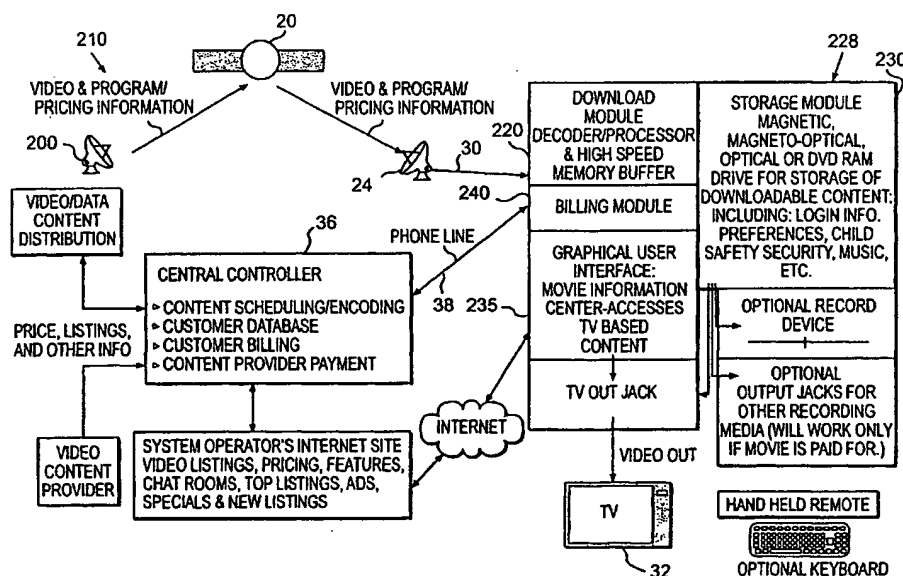 210
20
VIDEO & PROGRAM/
PRICING INFORMATION
VIDEO & PROGRAM/
PRICING INFORMATION
200
24
30
VIDEO/DATA
CONTENT
DISTRIBUTION
36
CENTRAL CONTROLLER
CONTENT SCHEDULING/ENCODING
CUSTOMER DATABASE
CUSTOMER BILLING
CONTENT PROVIDER PAYMENT
PRICE, LISTINGS,
AND OTHER INFO
VIDEO
CONTENT
PROVIDER
SYSTEM OPERATOR'S INTERNET SITE
VIDEO LISTINGS, PRICING, FEATURES,
CHAT ROOMS, TOP LISTINGS, ADS,
SPECIALS & NEW LISTINGS
INTERNET
PHONE LINE
38
228
230
220
DOWNLOAD
MODULE
DECODER/PROCESSOR
& HIGH SPEED
MEMORY BUFFER
240
BILLING MODULE
235
GRAPHICAL USER
INTERFACE:
MOVIE INFORMATION
CENTER-ACCESSES
TV BASED
CONTENT
TV OUT JACK
VIDEO OUT
TV
32
STORAGE MODULE
MAGNETIC,
MAGNETO-OPTICAL,
OPTICAL OR DVD RAM
DRIVE FOR STORAGE OF
DOWNLOADABLE CONTENT:
INCLUDING: LOGIN INFO.
PREFERENCES, CHILD
SAFETY SECURITY, MUSIC,
ETC.
OPTIONAL RECORD
DEVICE
OPTIONAL
OUTPUT JACKS FOR
OTHER RECORDING
MEDIA (WILL WORK ONLY
IF MOVIE IS PAID FOR.)
HAND HELD REMOTE
OPTIONAL KEYBOARD